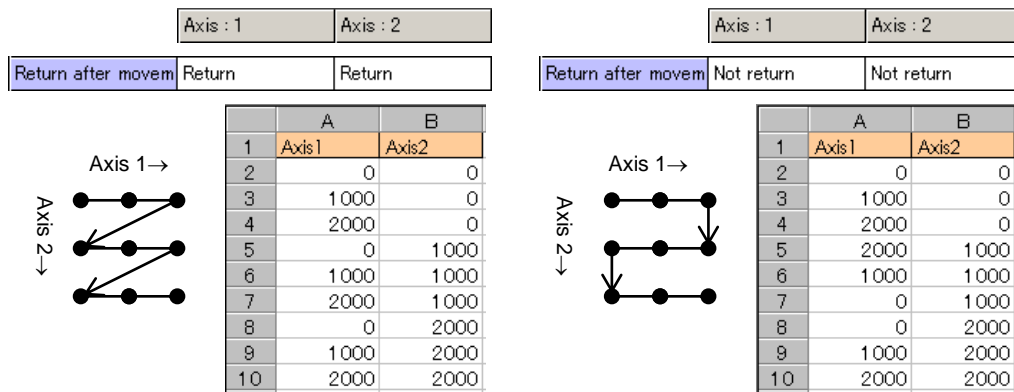 Axis : 1 Axis : 2
Return after movem Return Return
Axis 1→
Axis 2→
A B
1 Axis1 Axis2
2 0 0
3 1000 0
4 2000 0
5 0 1000
6 1000 1000
7 2000 1000
8 0 2000
9 1000 2000
10 2000 2000
Axis : 1 Axis : 2
Return after movem Not return Not return
Axis 1→
Axis 2→
A B
1 Axis1 Axis2
2 0 0
3 1000 0
4 2000 0
5 2000 1000
6 1000 1000
7 0 1000
8 0 2000
9 1000 2000
10 2000 2000